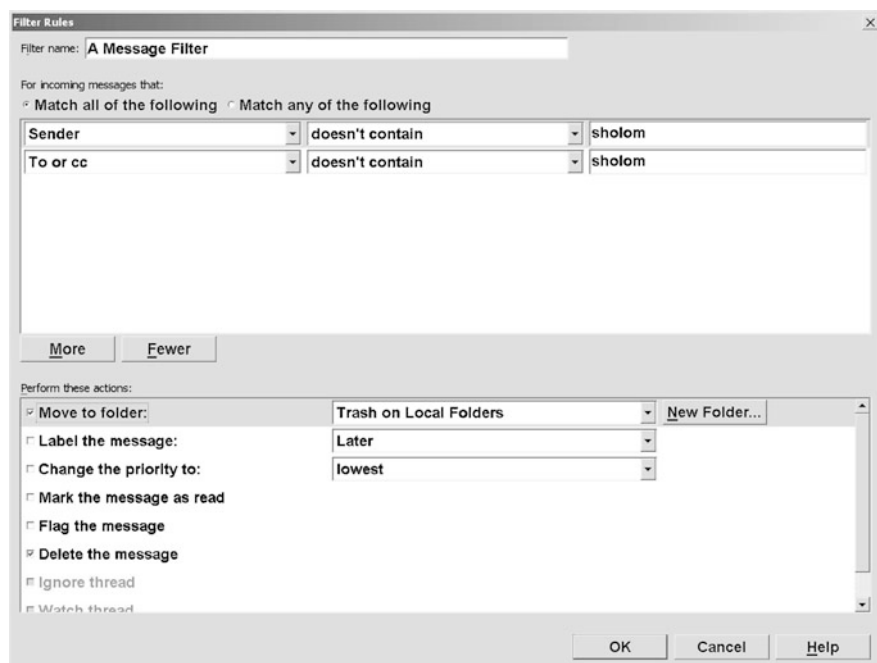 Filter Rules
Filter name: A Message Filter
For incoming messages that:
Match all of the following Match any of the following
Sender doesn't contain sholom
To or cc doesn't contain sholom
More Fewer
Perform these actions:
Move to folder: Trash on Local Folders New Folder...
Label the message: Later
Change the priority to: lowest
Mark the message as read
Flag the message
Delete the message
Ignore thread
Watch thread
OK Cancel Help